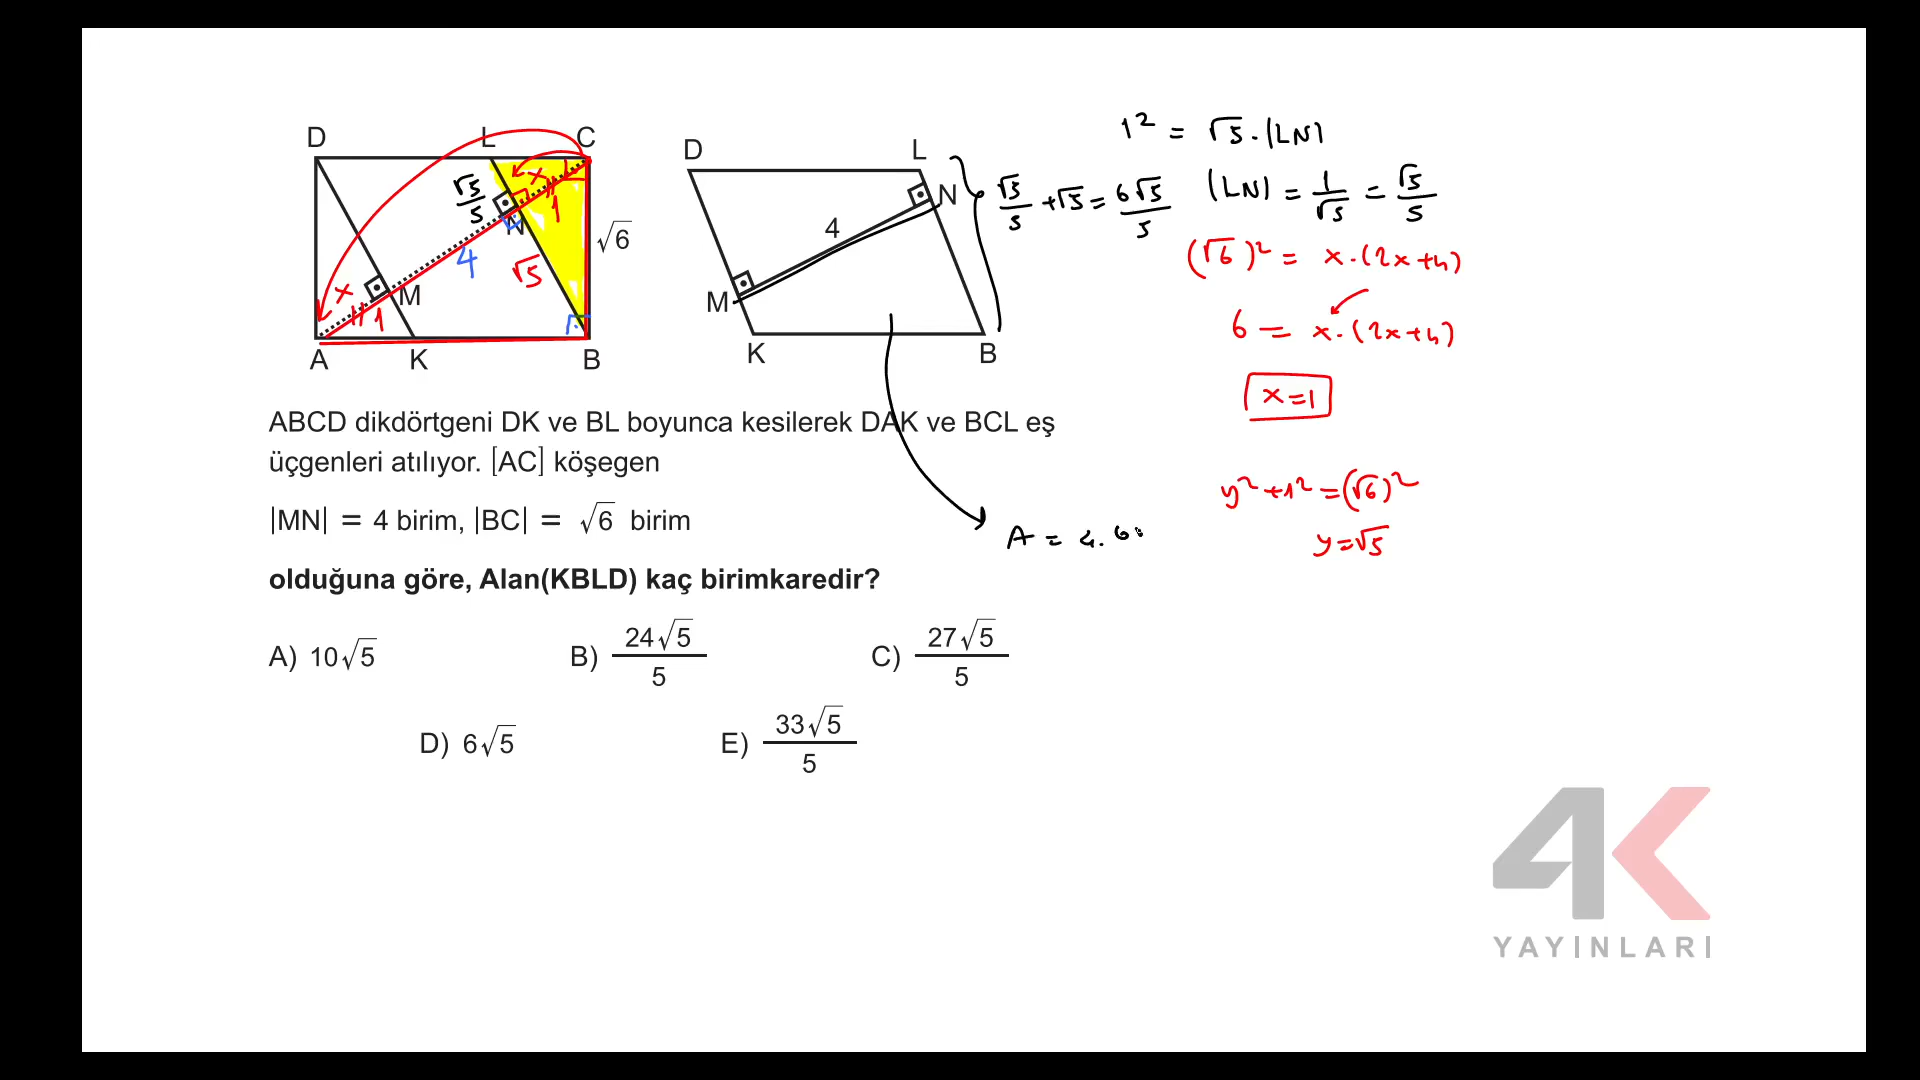 D L C
√5/5
x
1
N
√6
4
√5
x
M
1
A K B
D L
N
4
M
K B
√5/5 + √5 = 6√5/5
1² = √5 . |LN|
|LN| = 1/√5 = √5/5
(√6)² = x . (2x+4)
6 = x . (2x+4)
x = 1
y² + 1² = (√6)²
y = √5
ABCD dikdörtgeni DK ve BL boyunca kesilerek DAK ve BCL eş
üçgenleri atılıyor. [AC] köşegen
|MN| = 4 birim, |BC| = √6 birim
A = 4.6
olduğuna göre, Alan(KBLD) kaç birimkaredir?
A) 10√5 B) 24√5/5 C) 27√5/5
D) 6√5 E) 33√5/5
4K
YAYINLARI